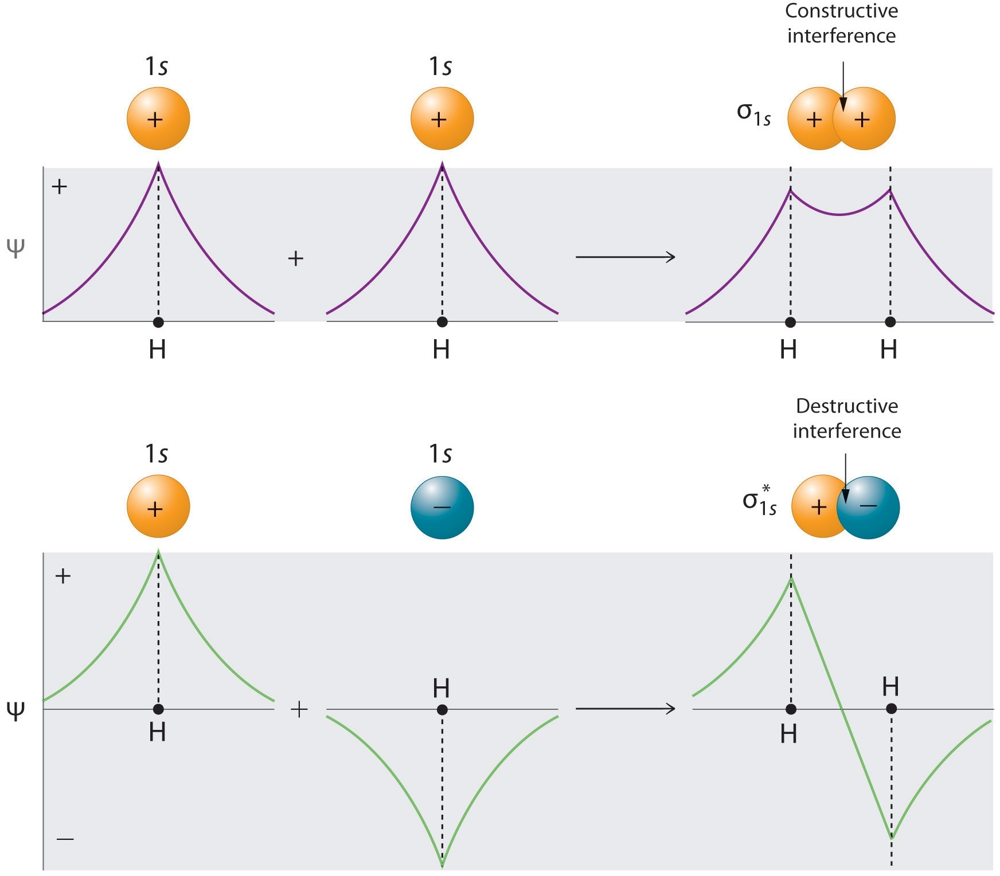 Constructive
interference
1s 1s
+ + σ1s + +
+
ψ
+ →
H H H H
Destructive
interference
1s 1s
+ − σ*1s + −
+
H H
ψ + →
H H
−